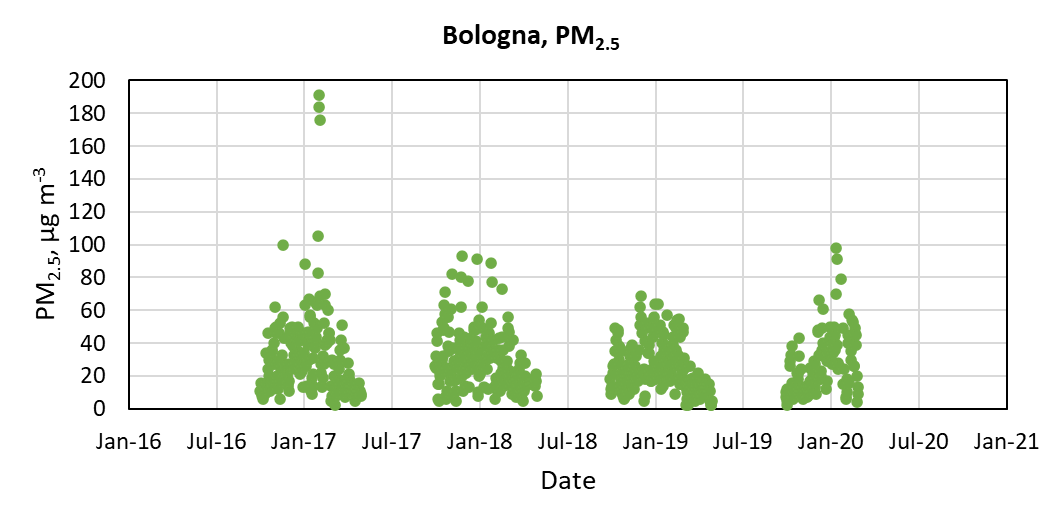 Bologna, PM2.5
200
180
160
140
120
100
80
60
40
20
0
PM2.5, µg m-3
Jan-16 Jul-16 Jan-17 Jul-17 Jan-18 Jul-18 Jan-19 Jul-19 Jan-20 Jul-20 Jan-21
Date